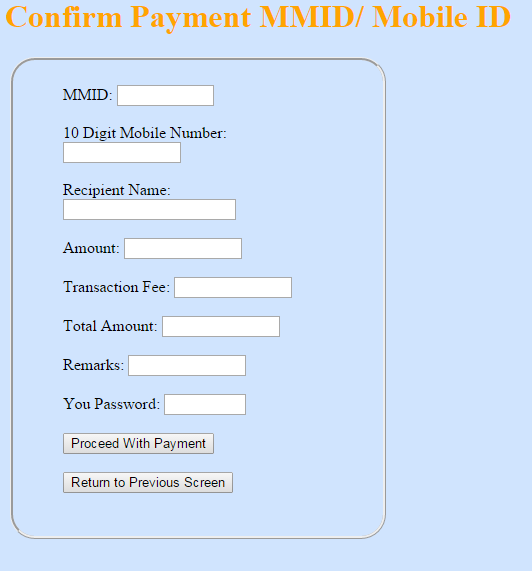 Confirm Payment MMID/ Mobile ID
MMID:
10 Digit Mobile Number:
Recipient Name:
Amount:
Transaction Fee:
Total Amount:
Remarks:
You Password:
Proceed With Payment
Return to Previous Screen